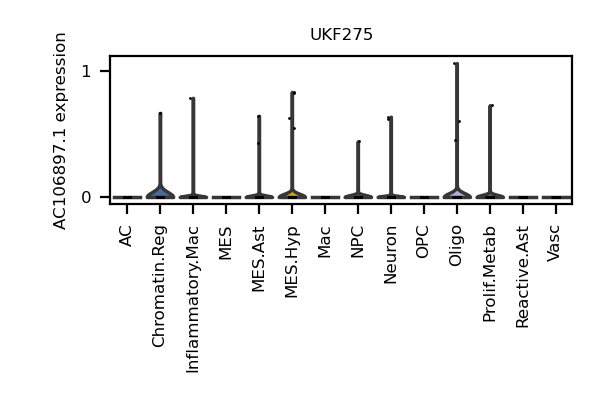 UKF275
AC106897.1 expression
1
0
AC
Chromatin.Reg
Inflammatory.Mac
MES
MES.Ast
MES.Hyp
Mac
NPC
Neuron
OPC
Oligo
Prolif.Metab
Reactive.Ast
Vasc